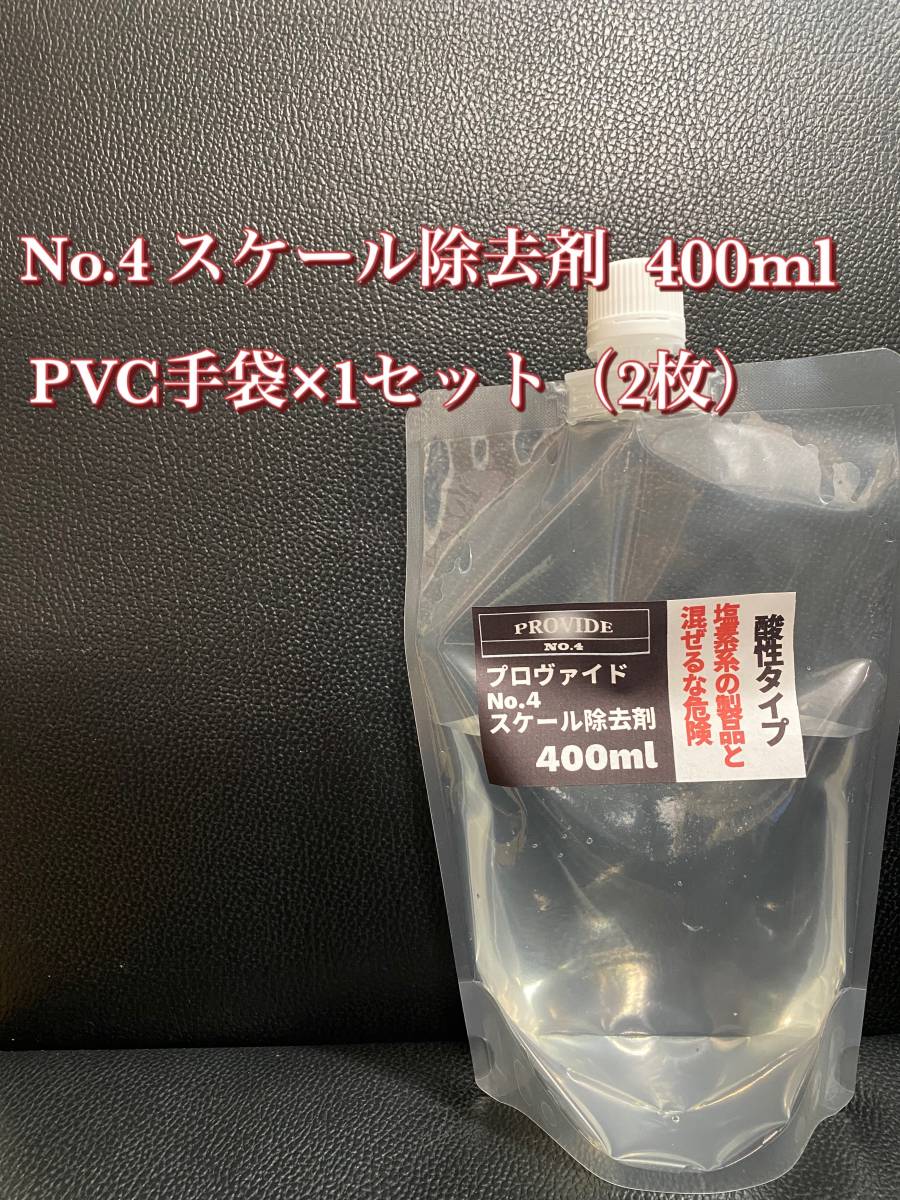 No.4 スケール除去剤 400ml
PVC手袋×1セット（2枚）
PROVIDE
NO.4
プロヴァイド
No.4
スケール除去剤
400ml
酸性タイプ
塩素系の製品と
混ぜるな危険